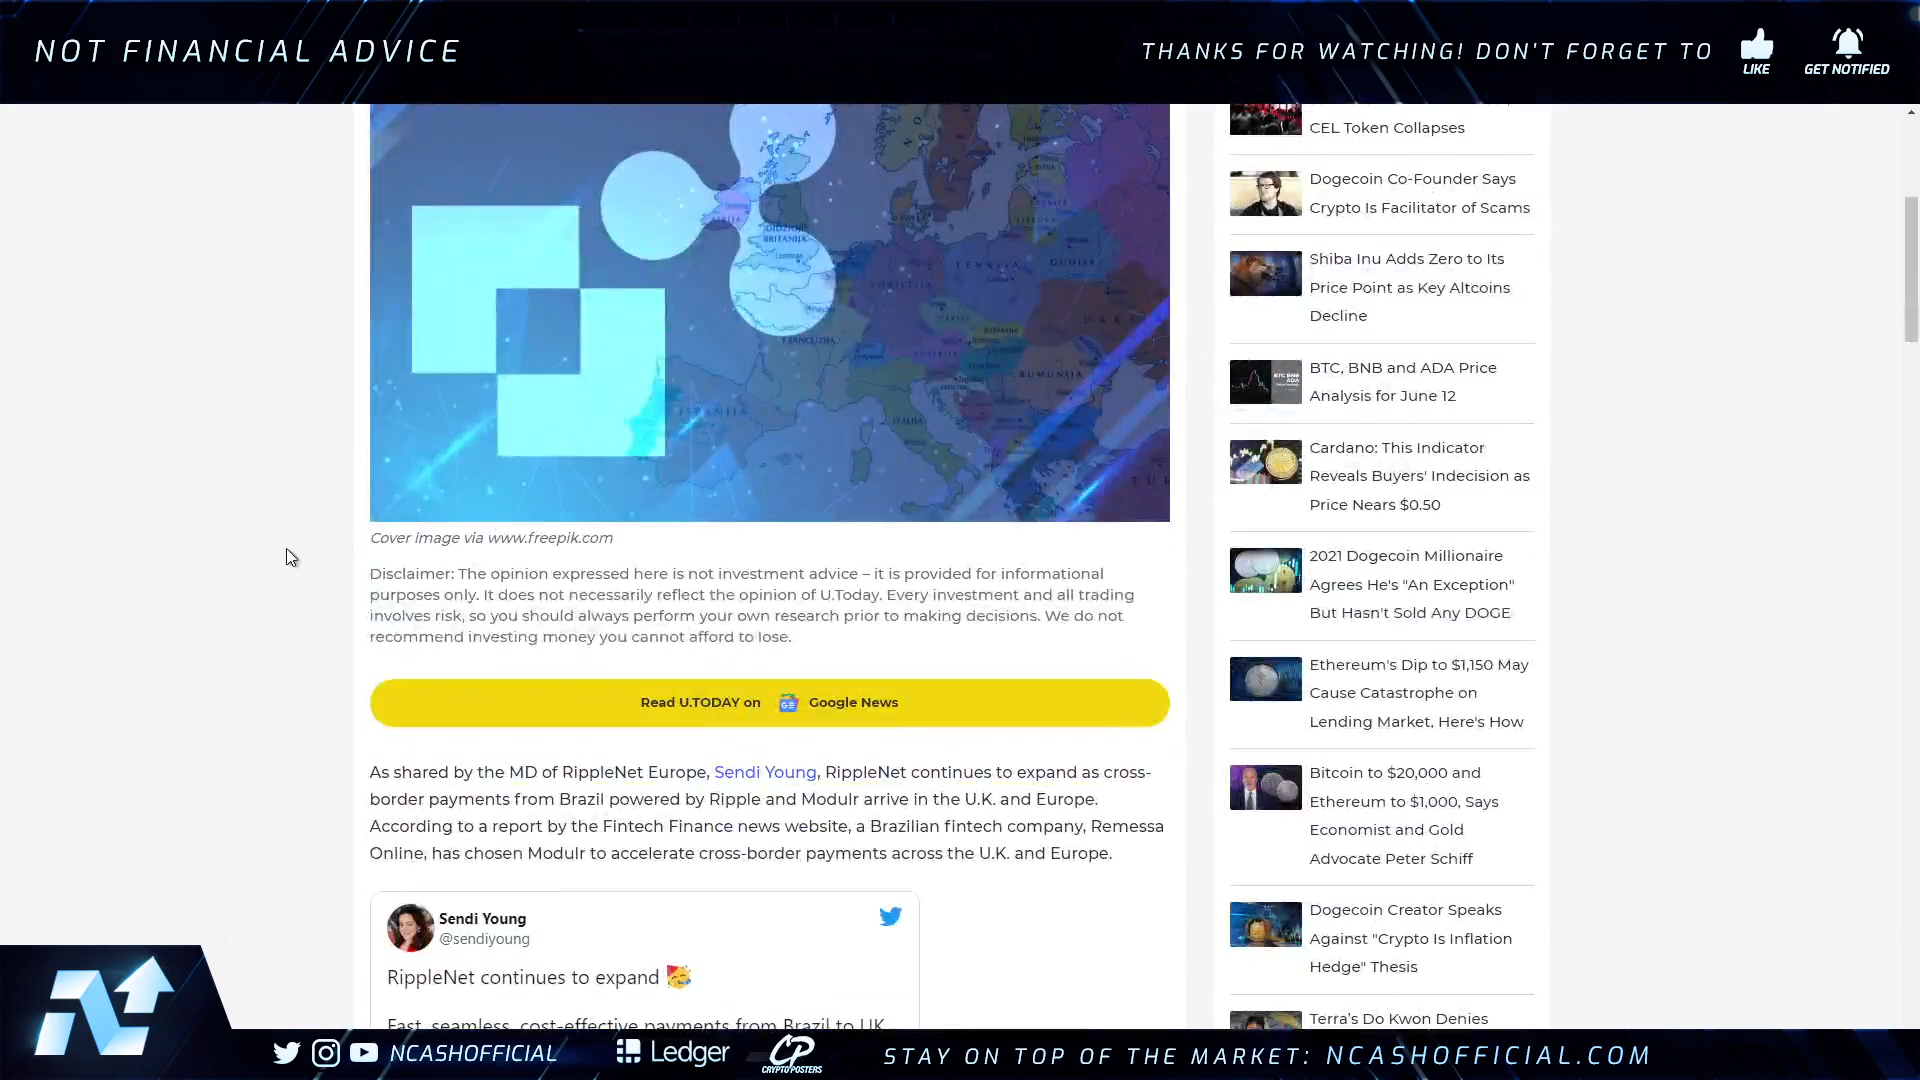 NOT FINANCIAL ADVICE
THANKS FOR WATCHING! DON'T FORGET TO
LIKE
GET NOTIFIED
Cover image via www.freepik.com
Disclaimer: The opinion expressed here is not investment advice – it is provided for informational
purposes only. It does not necessarily reflect the opinion of U.Today. Every investment and all trading
involves risk, so you should always perform your own research prior to making decisions. We do not
recommend investing money you cannot afford to lose.
Read U.TODAY on Google News
As shared by the MD of RippleNet Europe, Sendi Young, RippleNet continues to expand as cross-
border payments from Brazil powered by Ripple and Modulr arrive in the U.K. and Europe.
According to a report by the Fintech Finance news website, a Brazilian fintech company, Remessa
Online, has chosen Modulr to accelerate cross-border payments across the U.K. and Europe.
Sendi Young
@sendiyoung
RippleNet continues to expand 🥳
Fast, seamless, cost-effective payments from Brazil to UK
CEL Token Collapses
Dogecoin Co-Founder Says
Crypto Is Facilitator of Scams
Shiba Inu Adds Zero to Its
Price Point as Key Altcoins
Decline
BTC, BNB and ADA Price
Analysis for June 12
Cardano: This Indicator
Reveals Buyers' Indecision as
Price Nears $0.50
2021 Dogecoin Millionaire
Agrees He's "An Exception"
But Hasn't Sold Any DOGE
Ethereum's Dip to $1,150 May
Cause Catastrophe on
Lending Market, Here's How
Bitcoin to $20,000 and
Ethereum to $1,000, Says
Economist and Gold
Advocate Peter Schiff
Dogecoin Creator Speaks
Against "Crypto Is Inflation
Hedge" Thesis
Terra's Do Kwon Denies
NCASHOFFICIAL
Ledger
CP
CRYPTO POSTERS
STAY ON TOP OF THE MARKET: NCASHOFFICIAL.COM